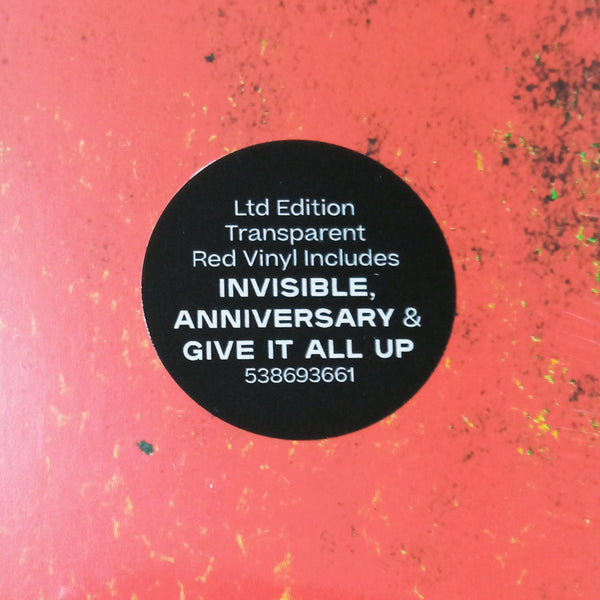 Ltd Edition
Transparent
Red Vinyl Includes
INVISIBLE,
ANNIVERSARY &
GIVE IT ALL UP
538693661